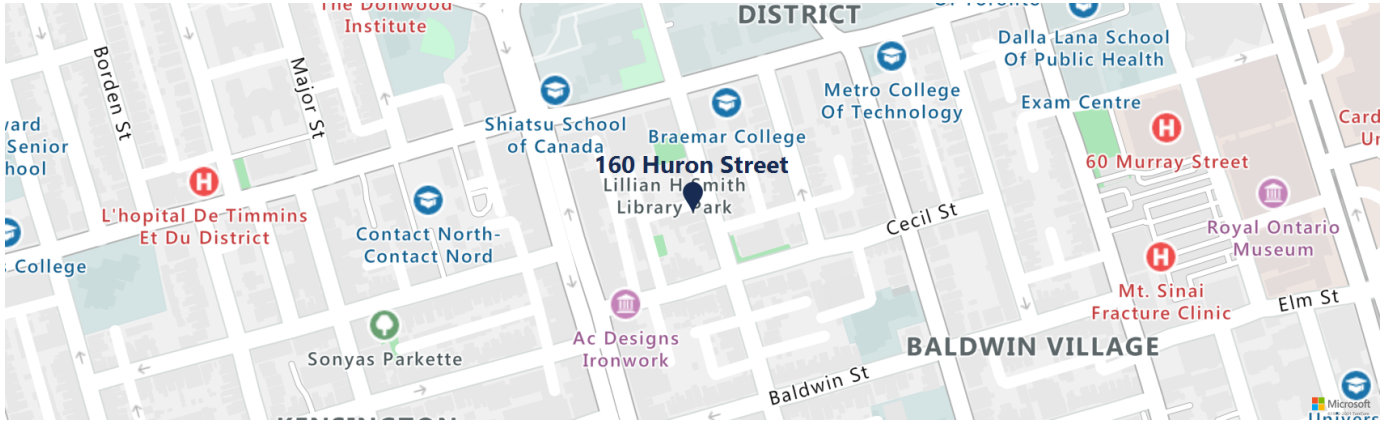 The Donwood
Institute
DISTRICT
Dalla Lana School
Of Public Health
Borden St
Major St
Metro College
Of Technology
Exam Centre
Shiatsu School
of Canada
Braemar College
60 Murray Street
160 Huron Street
Lillian H Smith
Library Park
Senior
L'hopital De Timmins
Et Du District
Contact North-
Contact Nord
Cecil St
Royal Ontario
Museum
College
Mt. Sinai
Fracture Clinic
Elm St
Ac Designs
Ironwork
Sonyas Parkette
BALDWIN VILLAGE
Baldwin St
KENSINGTON
Microsoft